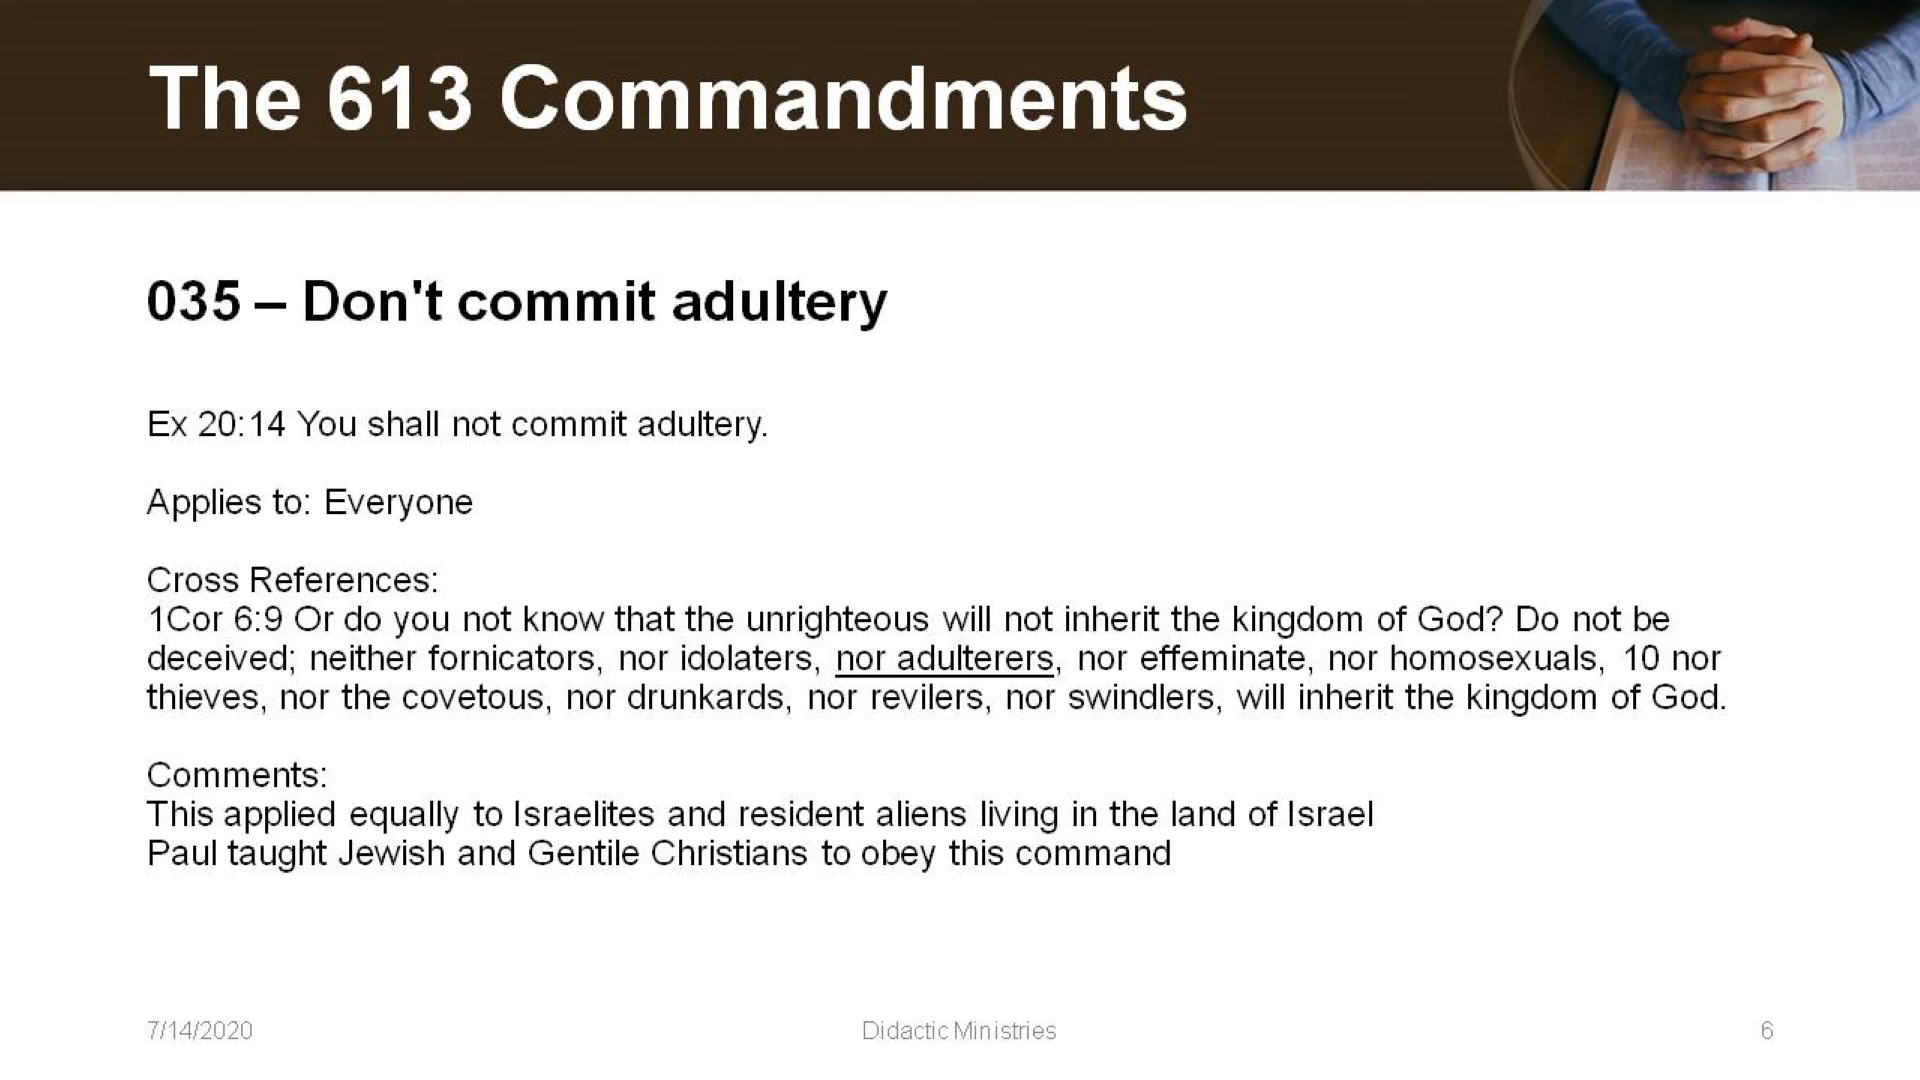 The 613 Commandments
035 – Don't commit adultery
Ex 20:14 You shall not commit adultery.
Applies to: Everyone
Cross References:
1Cor 6:9 Or do you not know that the unrighteous will not inherit the kingdom of God? Do not be
deceived; neither fornicators, nor idolaters, nor adulterers, nor effeminate, nor homosexuals, 10 nor
thieves, nor the covetous, nor drunkards, nor revilers, nor swindlers, will inherit the kingdom of God.
Comments:
This applied equally to Israelites and resident aliens living in the land of Israel
Paul taught Jewish and Gentile Christians to obey this command
7/14/2020
Didactic Ministries
6